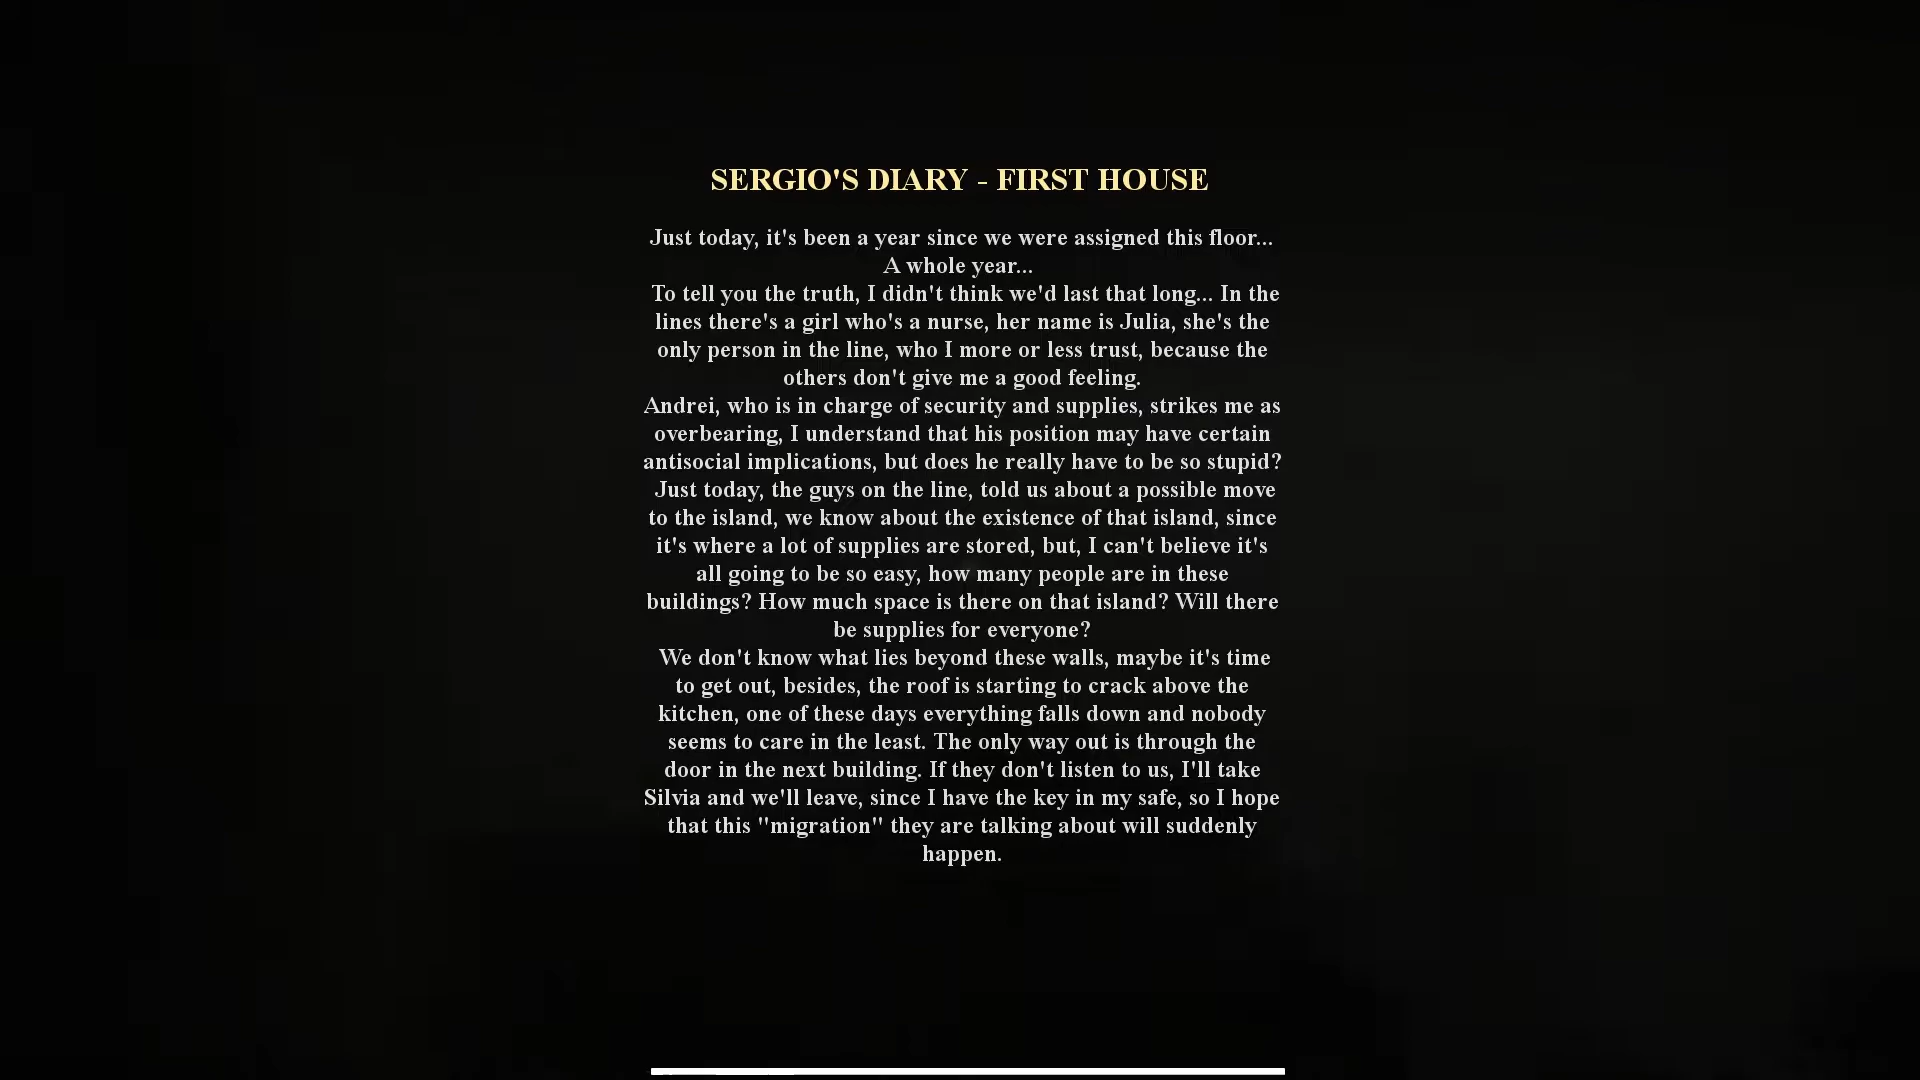 SERGIO'S DIARY - FIRST HOUSE
Just today, it's been a year since we were assigned this floor...
A whole year...
To tell you the truth, I didn't think we'd last that long... In the
lines there's a girl who's a nurse, her name is Julia, she's the
only person in the line, who I more or less trust, because the
others don't give me a good feeling.
Andrei, who is in charge of security and supplies, strikes me as
overbearing, I understand that his position may have certain
antisocial implications, but does he really have to be so stupid?
Just today, the guys on the line, told us about a possible move
to the island, we know about the existence of that island, since
it's where a lot of supplies are stored, but, I can't believe it's
all going to be so easy, how many people are in these
buildings? How much space is there on that island? Will there
be supplies for everyone?
We don't know what lies beyond these walls, maybe it's time
to get out, besides, the roof is starting to crack above the
kitchen, one of these days everything falls down and nobody
seems to care in the least. The only way out is through the
door in the next building. If they don't listen to us, I'll take
Silvia and we'll leave, since I have the key in my safe, so I hope
that this "migration" they are talking about will suddenly
happen.